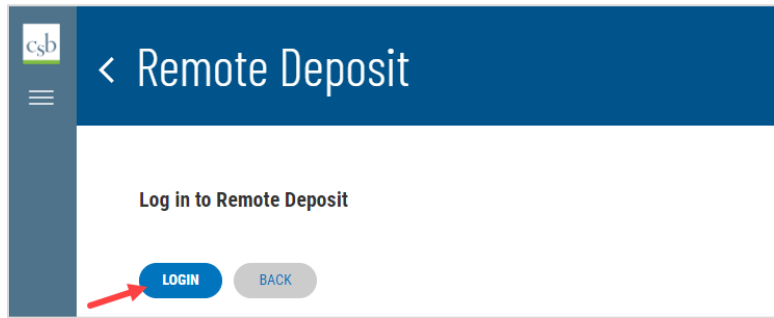 csb
Remote Deposit
Log in to Remote Deposit
LOGIN
BACK